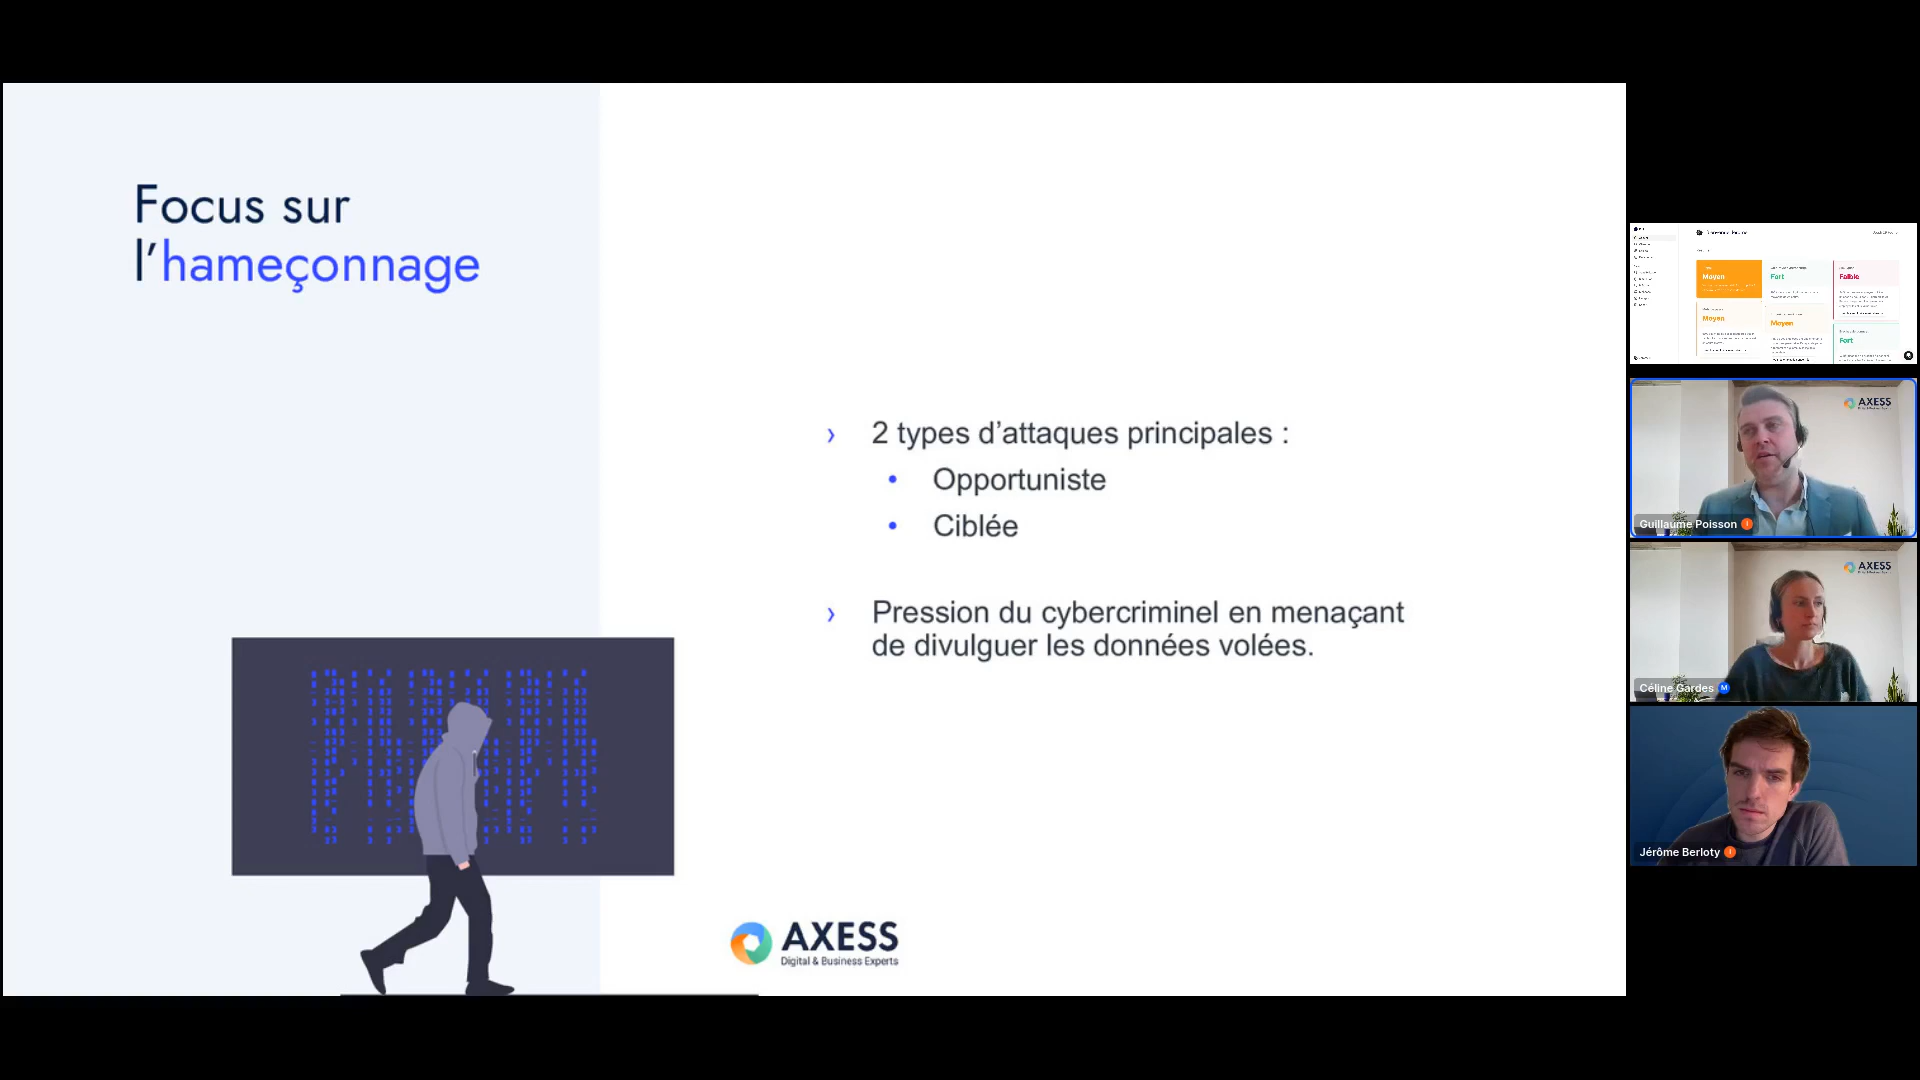 Focus sur
l’hameçonnage
› 2 types d’attaques principales :
• Opportuniste
• Ciblée
› Pression du cybercriminel en menaçant
de divulguer les données volées.
AXESS
Digital & Business Experts
Moyen
Fort
Faible
Moyen
Moyen
Fort
AXESS
Guillaume Poisson
AXESS
Céline Gardes M
Jérôme Berloty